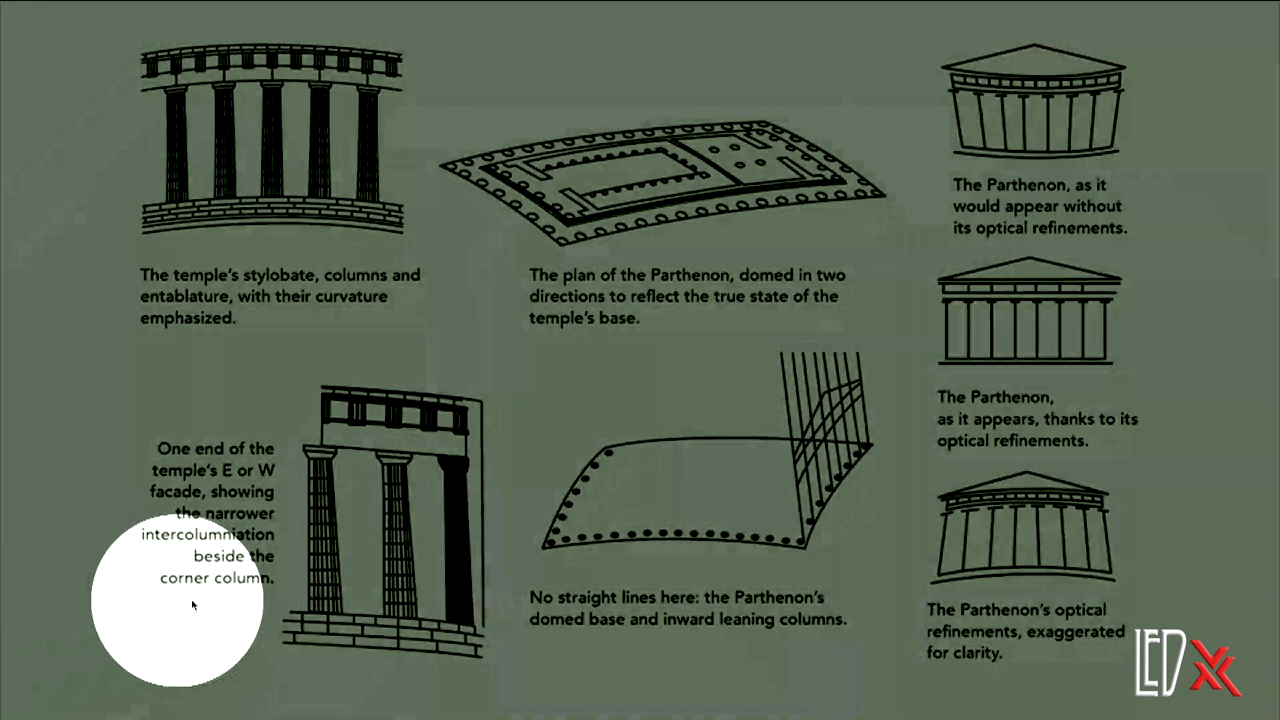 The temple's stylobate, columns and
entablature, with their curvature
emphasized.
The plan of the Parthenon, domed in two
directions to reflect the true state of the
temple's base.
The Parthenon, as it
would appear without
its optical refinements.
The Parthenon,
as it appears, thanks to its
optical refinements.
One end of the
temple's E or W
facade, showing
the narrower
intercolumniation
beside the
corner column.
No straight lines here: the Parthenon's
domed base and inward leaning columns.
The Parthenon's optical
refinements, exaggerated
for clarity.
LEDX